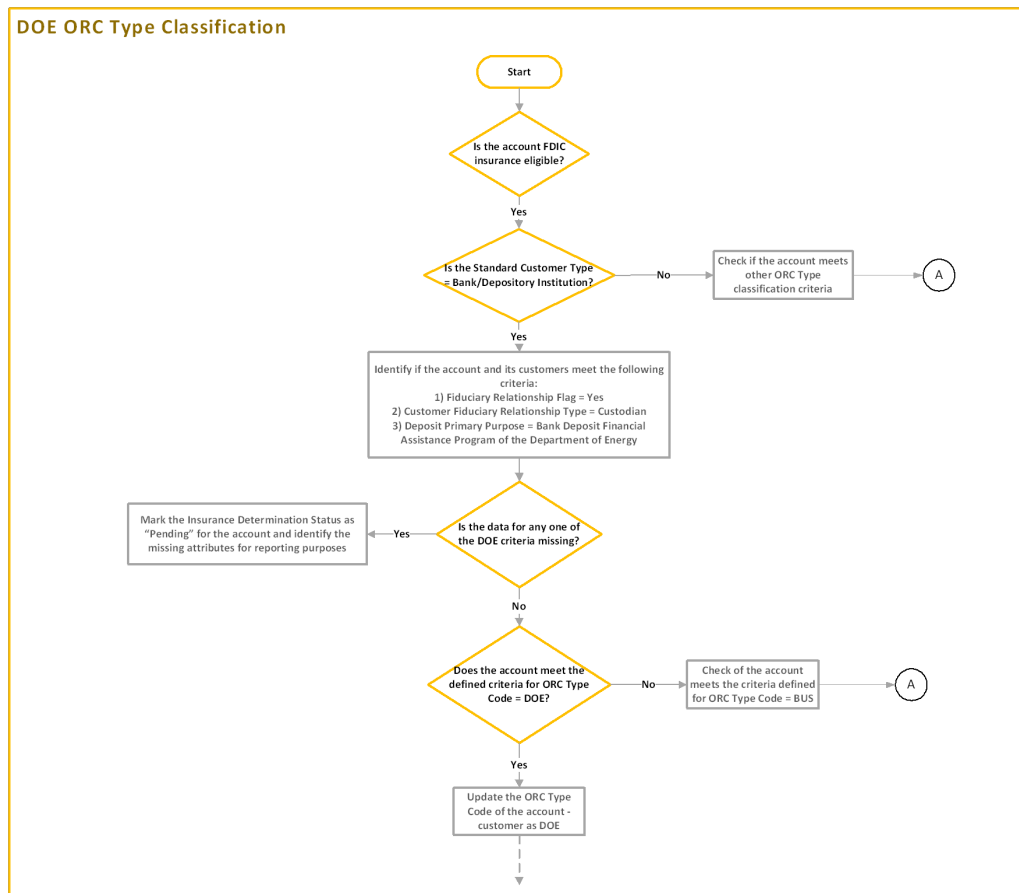 DOE ORC Type Classification
Start
Is the account FDIC
insurance eligible?
Yes
Is the Standard Customer Type
= Bank/Depository Institution?
No
Check if the account meets
other ORC Type
classification criteria
A
Yes
Identify if the account and its customers meet the following
criteria:
1) Fiduciary Relationship Flag = Yes
2) Customer Fiduciary Relationship Type = Custodian
3) Deposit Primary Purpose = Bank Deposit Financial
Assistance Program of the Department of Energy
Is the data for any one of
the DOE criteria missing?
Yes
Mark the Insurance Determination Status as
“Pending” for the account and identify the
missing attributes for reporting purposes
No
Does the account meet the
defined criteria for ORC Type
Code = DOE?
No
Check of the account
meets the criteria defined
for ORC Type Code = BUS
A
Yes
Update the ORC Type
Code of the account -
customer as DOE